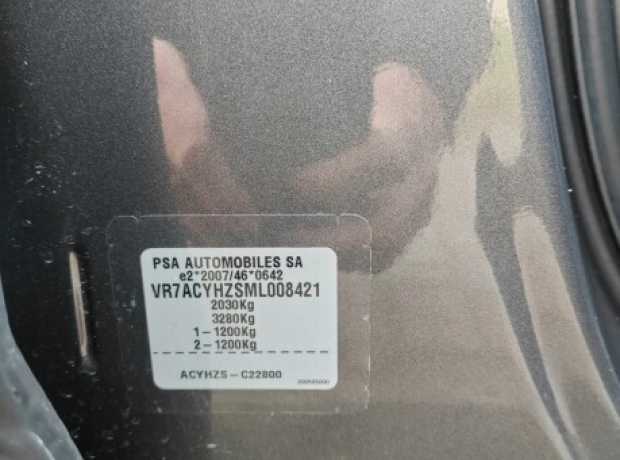 PSA AUTOMOBILES SA
e2*2007/46*0642
VR7ACYHZSML008421
2030Kg
3280Kg
1-1200Kg
2-1200Kg
ACYHZS-C22800